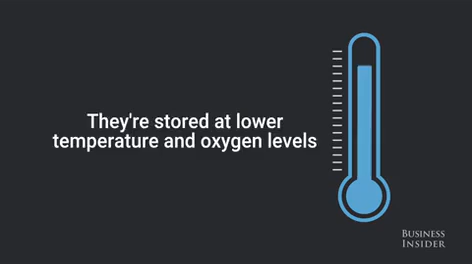 They're stored at lower
temperature and oxygen levels
BUSINESS
INSIDER